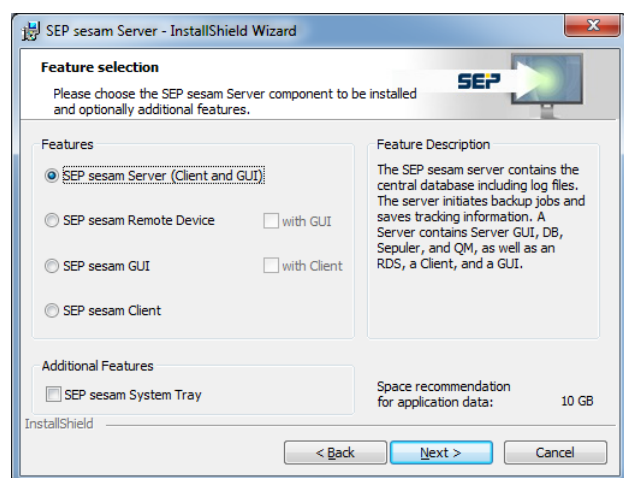 SEP sesam Server - InstallShield Wizard
Feature selection
Please choose the SEP sesam Server component to be installed
and optionally additional features.
SEP
Features
SEP sesam Server (Client and GUI)
SEP sesam Remote Device
with GUI
SEP sesam GUI
with Client
SEP sesam Client
Feature Description
The SEP sesam server contains the
central database including log files.
The server initiates backup jobs and
saves tracking information. A
Server contains Server GUI, DB,
Sepuler, and QM, as well as an
RDS, a Client, and a GUI.
Additional Features
SEP sesam System Tray
Space recommendation
for application data: 10 GB
InstallShield
< Back
Next >
Cancel